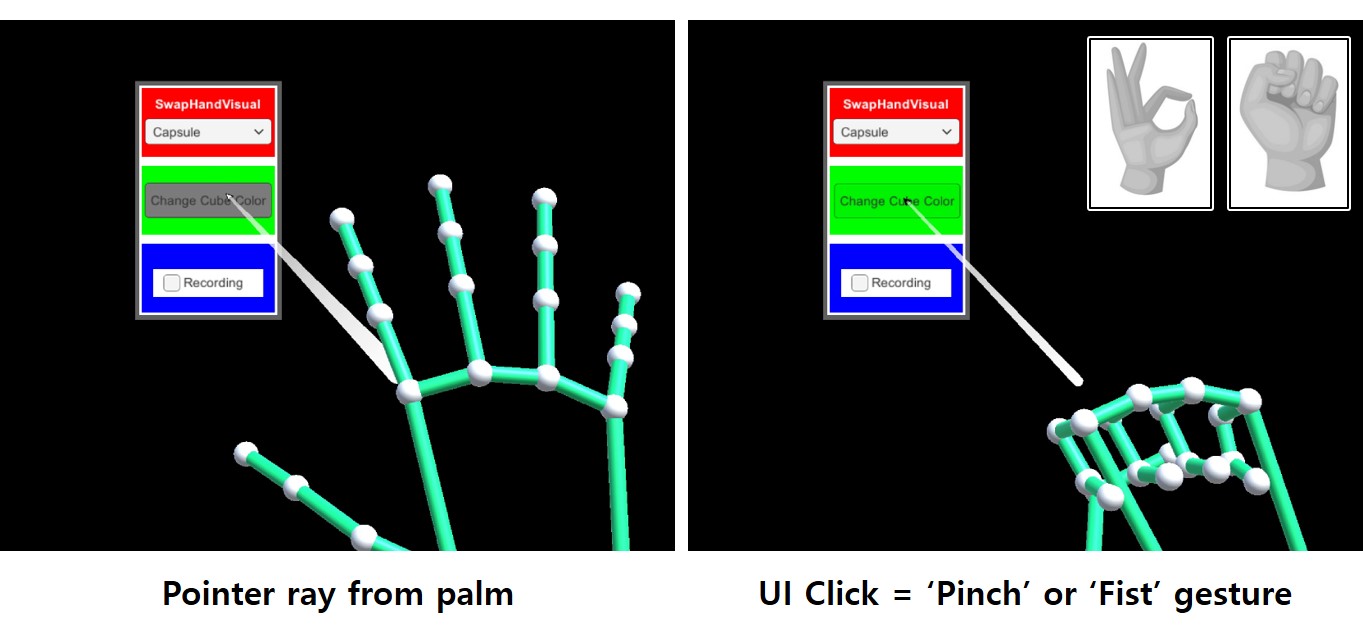 SwapHandVisual
Capsule
Change Cube Color
Recording
SwapHandVisual
Capsule
Change Cube Color
Recording
Pointer ray from palm
UI Click = ‘Pinch’ or ‘Fist’ gesture